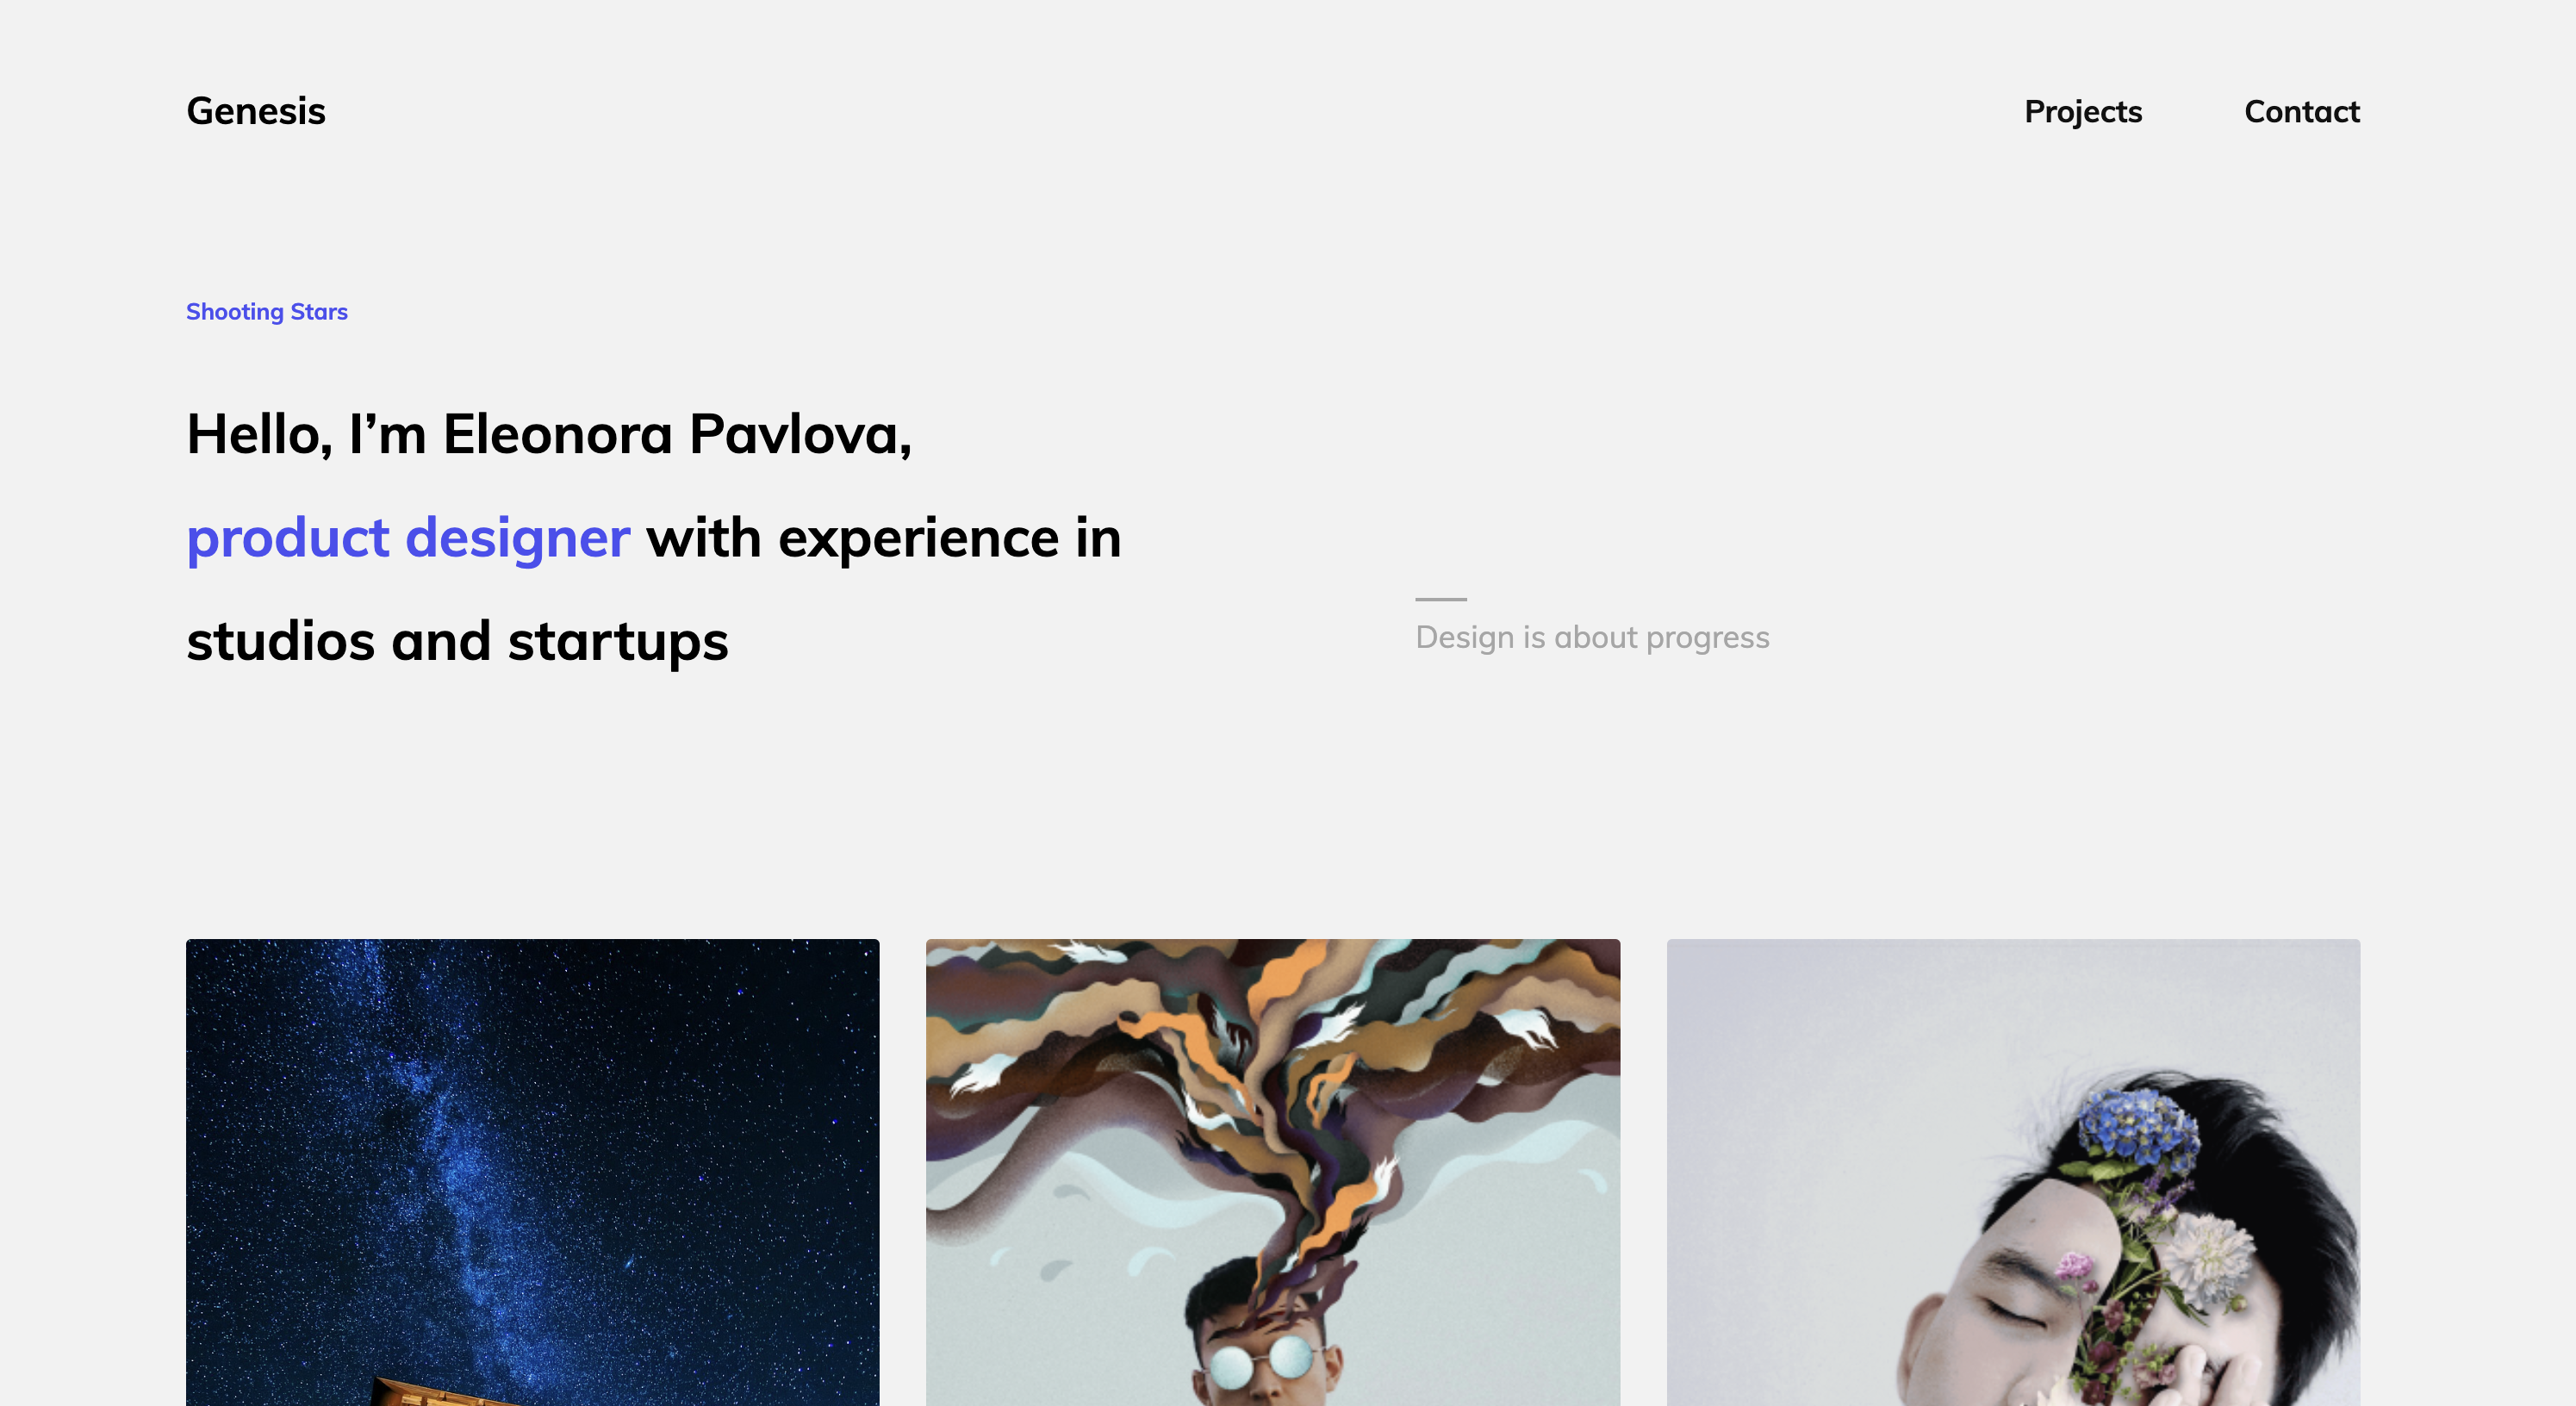 Genesis
Projects
Contact
Shooting Stars
Hello, I’m Eleonora Pavlova,
product designer with experience in
studios and startups
Design is about progress